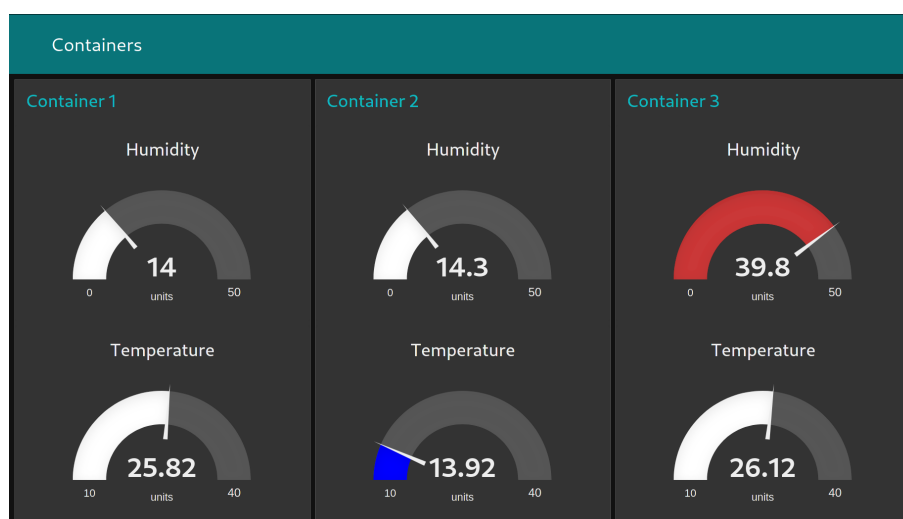 Containers
Container 1
Humidity
14
0
units
50
Temperature
25.82
10
units
40
Container 2
Humidity
14.3
0
units
50
Temperature
13.92
10
units
40
Container 3
Humidity
39.8
0
units
50
Temperature
26.12
10
units
40